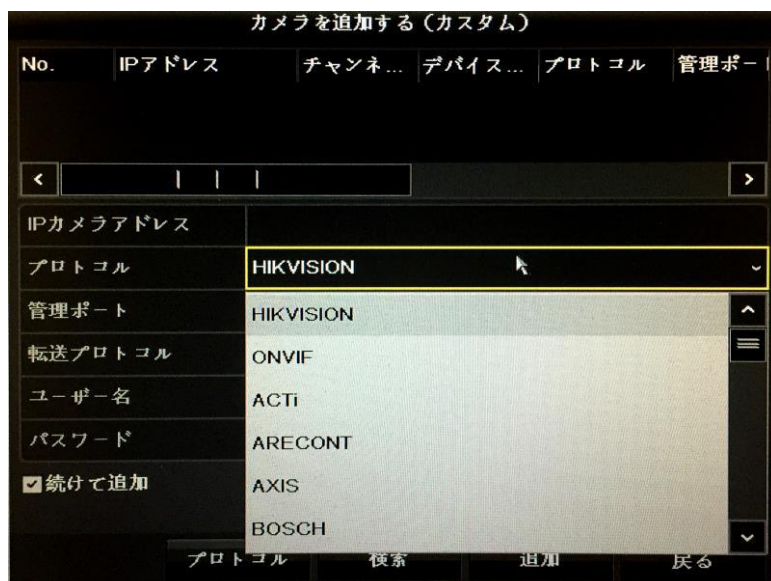 カメラを追加する（カスタム）
No. IPアドレス チャンネ... デバイス... プロトコル 管理ポート
IPカメラアドレス
プロトコル HIKVISION
管理ポート HIKVISION
転送プロトコル ONVIF
ユーザー名 ACTi
パスワード ARECONT
続けて追加 AXIS
BOSCH
プロトコル 検索 追加 戻る